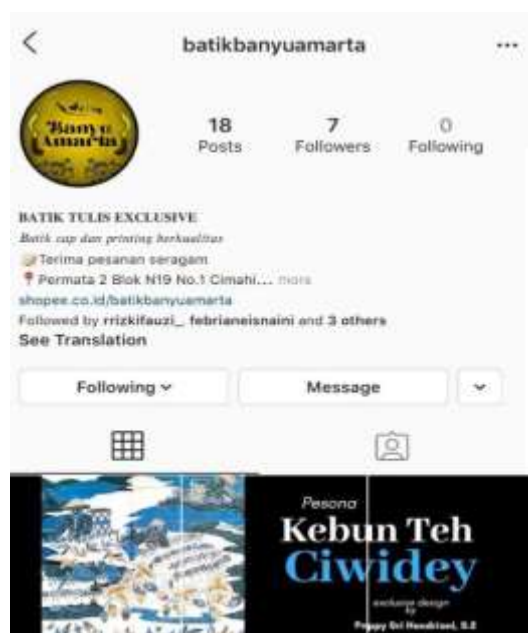 batikbanyuamarta
Banyu
Amarta
18
Posts
7
Followers
0
Following
BATIK TULIS EXCLUSIVE
Batik cap dan printing berkualitas
Terima pesanan seragam
Permata 2 Blok N19 No.1 Cimahi... more
shopee.co.id/batikbanyuamarta
Followed by rrizkifauzi_, febrianeisnaini and 3 others
See Translation
Following
Message
Pesona
Kebun Teh
Ciwidey
exclusive design
by